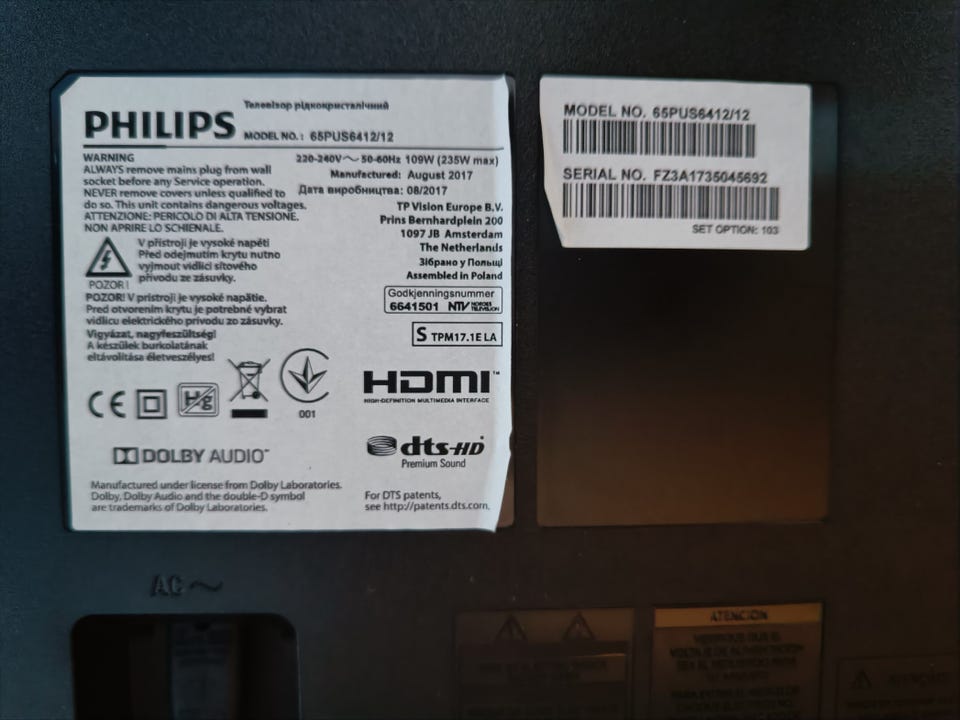 Телевізор рідкокристалічний
PHILIPS MODEL NO.: 65PUS6412/12
WARNING
ALWAYS remove mains plug from wall
socket before any Service operation.
NEVER remove covers unless qualified to
do so. This unit contains dangerous voltages.
ATTENZIONE: PERICOLO DI ALTA TENSIONE.
NON APRIRE LO SCHIENALE.
V přístroji je vysoké napětí
Před odejmutím krytu nutno
vyjmout vidlici síťového
přívodu ze zásuvky.
POZOR!
POZOR! V prístroji je vysoké napätie.
Pred otvorením krytu je potrebné vybrat
vidlicu elektrického prívodu zo zásuvky.
Vigyázat, nagyfeszültség!
A készülék burkolatának
eltávolítása életveszélyes!
220-240V~ 50-60Hz 109W (235W max)
Manufactured: August 2017
Дата виробництва: 08/2017
TP Vision Europe B.V.
Prins Bernhardplein 200
1097 JB Amsterdam
The Netherlands
Зібрано у Польщі
Assembled in Poland
Godkjenningsnummer
6641501 NTV NORGES TELEVISJON
S TPM17.1E LA
CE Hg
001
HDMI™
HIGH-DEFINITION MULTIMEDIA INTERFACE
DOLBY AUDIO™
dts-HD
Premium Sound
Manufactured under license from Dolby Laboratories.
Dolby, Dolby Audio and the double-D symbol
are trademarks of Dolby Laboratories.
For DTS patents,
see http://patents.dts.com.
MODEL NO. 65PUS6412/12
SERIAL NO. FZ3A1735045692
SET OPTION: 103
AC ~
ATENCIÓN